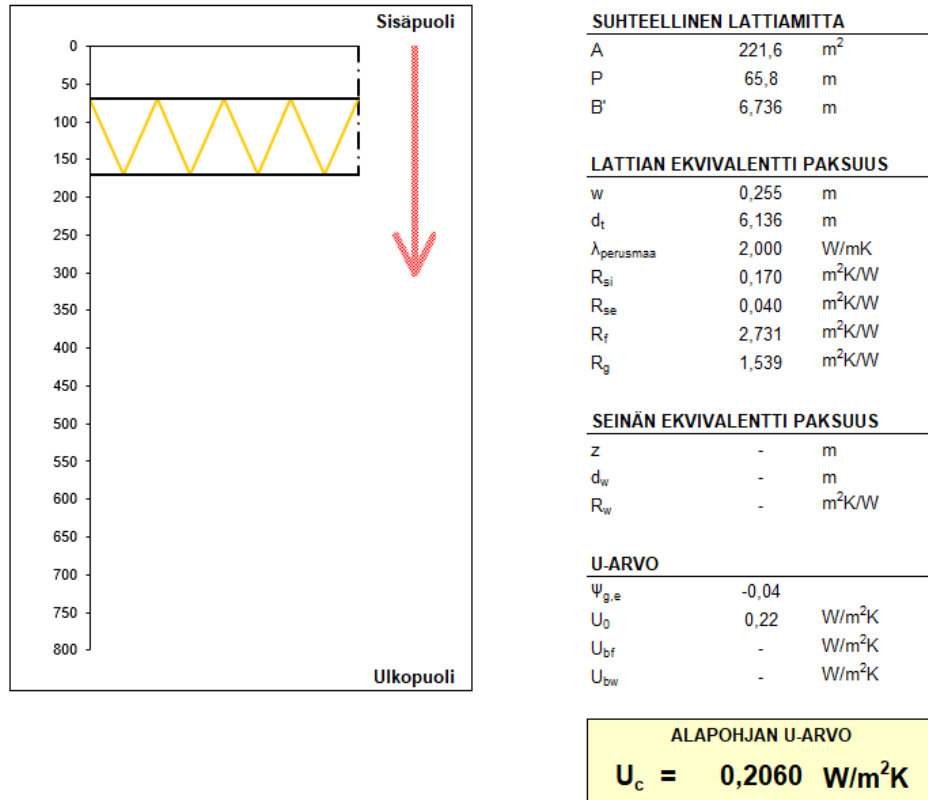 Sisäpuoli
0
50
100
150
200
250
300
350
400
450
500
550
600
650
700
750
800
Ulkopuoli
SUHTEELLINEN LATTIAMITTA
A 221,6 m²
P 65,8 m
B' 6,736 m
LATTIAN EKVIVALENTTI PAKSUUS
w 0,255 m
dₜ 6,136 m
λperusmaa 2,000 W/mK
Rsi 0,170 m²K/W
Rse 0,040 m²K/W
Rf 2,731 m²K/W
Rg 1,539 m²K/W
SEINÄN EKVIVALENTTI PAKSUUS
z - m
dw - m
Rw - m²K/W
U-ARVO
Ψg,e -0,04
U₀ 0,22 W/m²K
Ubf - W/m²K
Ubw - W/m²K
ALAPOHJAN U-ARVO
Uc = 0,2060 W/m²K